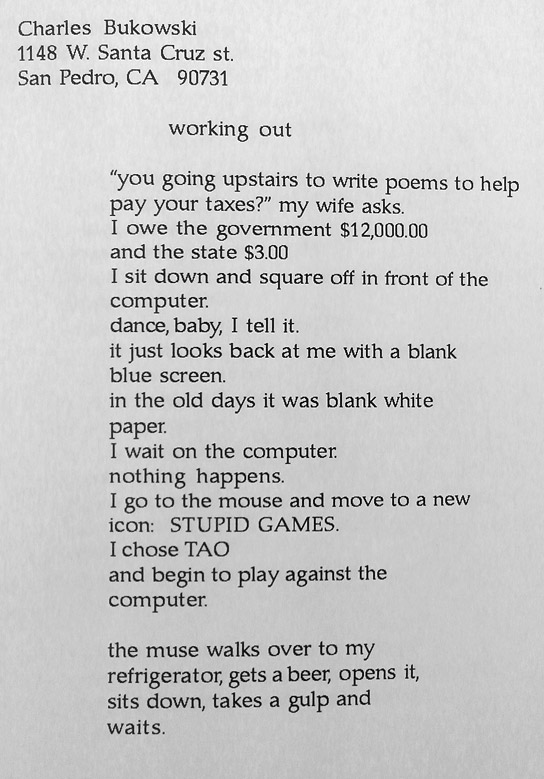 Charles Bukowski
1148 W. Santa Cruz st.
San Pedro, CA 90731
working out
“you going upstairs to write poems to help
pay your taxes?” my wife asks.
I owe the government $12,000.00
and the state $3.00
I sit down and square off in front of the
computer.
dance, baby, I tell it.
it just looks back at me with a blank
blue screen.
in the old days it was blank white
paper.
I wait on the computer.
nothing happens.
I go to the mouse and move to a new
icon: STUPID GAMES.
I chose TAO
and begin to play against the
computer.
the muse walks over to my
refrigerator, gets a beer, opens it,
sits down, takes a gulp and
waits.